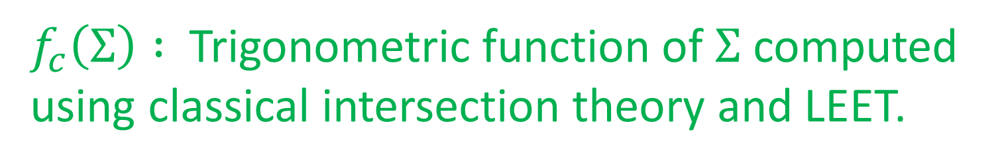 f_c(Σ) : Trigonometric function of Σ computed
using classical intersection theory and LEET.